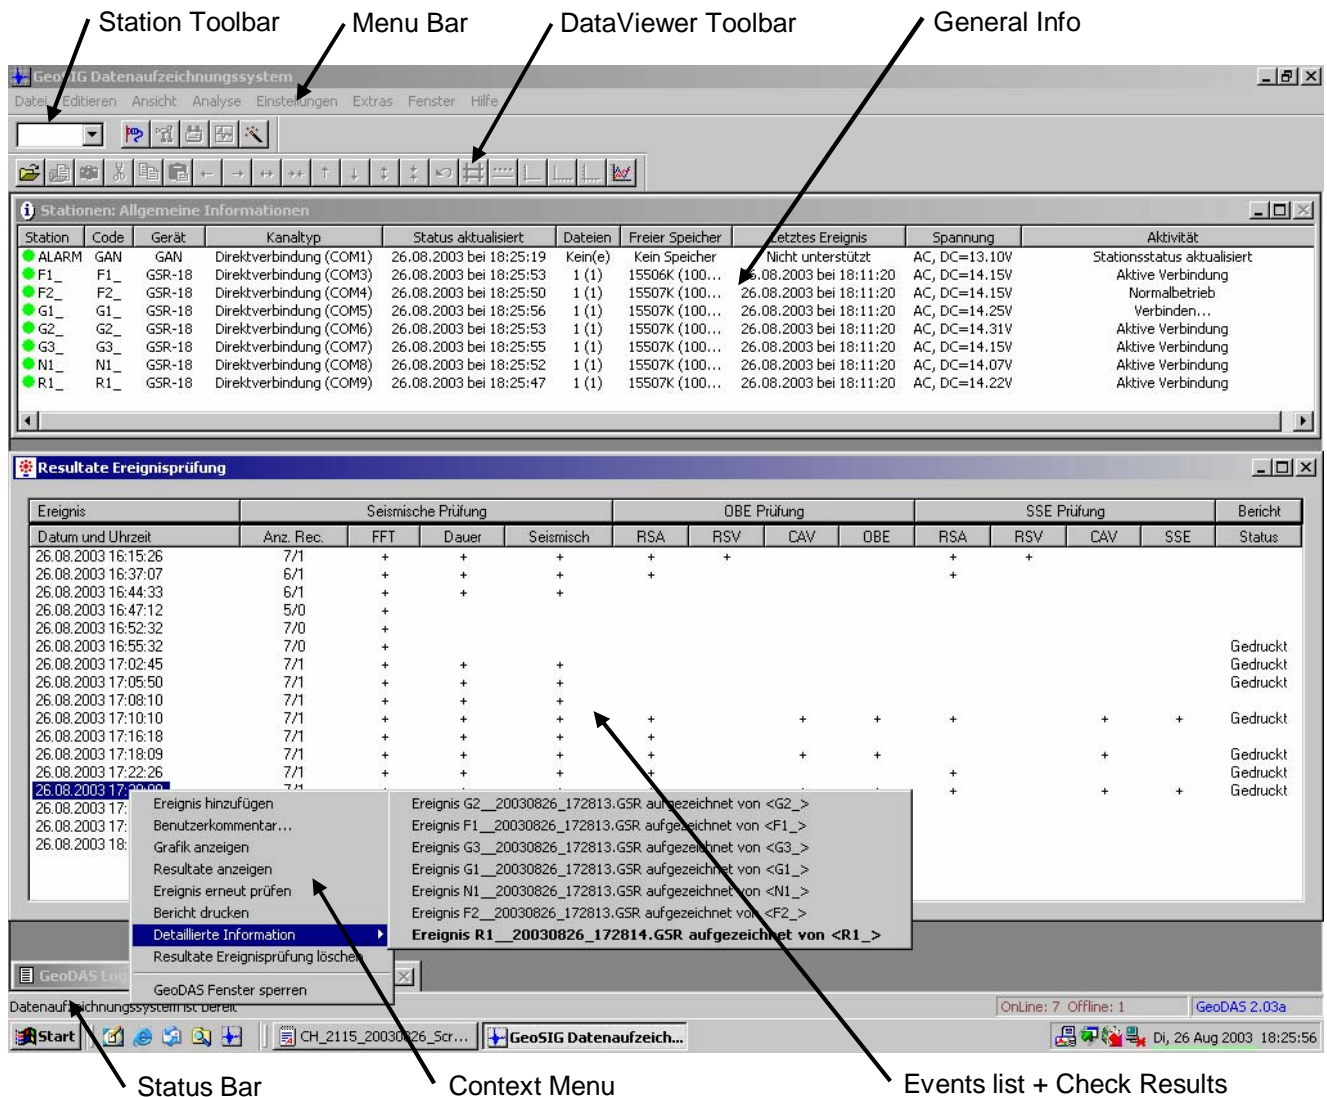 Station Toolbar Menu Bar DataViewer Toolbar General Info
GeoSIG Datenaufzeichnungssystem
Datei Editieren Ansicht Analyse Einstellungen Extras Fenster Hilfe
Stationen: Allgemeine Informationen
Station Code Gerät Kanaltyp Status aktualisiert Dateien Freier Speicher Letztes Ereignis Spannung Aktivität
ALARM GAN GAN Direktverbindung (COM1) 26.08.2003 bei 18:25:19 Kein(e) Kein Speicher Nicht unterstützt AC, DC=13.10V Stationsstatus aktualisiert
F1_ F1_ GSR-18 Direktverbindung (COM3) 26.08.2003 bei 18:25:53 1 (1) 15506K (100... 26.08.2003 bei 18:11:20 AC, DC=14.15V Aktive Verbindung
F2_ F2_ GSR-18 Direktverbindung (COM4) 26.08.2003 bei 18:25:50 1 (1) 15507K (100... 26.08.2003 bei 18:11:20 AC, DC=14.15V Normalbetrieb
G1_ G1_ GSR-18 Direktverbindung (COM5) 26.08.2003 bei 18:25:56 1 (1) 15507K (100... 26.08.2003 bei 18:11:20 AC, DC=14.25V Verbinden...
G2_ G2_ GSR-18 Direktverbindung (COM6) 26.08.2003 bei 18:25:53 1 (1) 15507K (100... 26.08.2003 bei 18:11:20 AC, DC=14.31V Aktive Verbindung
G3_ G3_ GSR-18 Direktverbindung (COM7) 26.08.2003 bei 18:25:55 1 (1) 15507K (100... 26.08.2003 bei 18:11:20 AC, DC=14.15V Aktive Verbindung
N1_ N1_ GSR-18 Direktverbindung (COM8) 26.08.2003 bei 18:25:52 1 (1) 15507K (100... 26.08.2003 bei 18:11:20 AC, DC=14.07V Aktive Verbindung
R1_ R1_ GSR-18 Direktverbindung (COM9) 26.08.2003 bei 18:25:47 1 (1) 15507K (100... 26.08.2003 bei 18:11:20 AC, DC=14.22V Aktive Verbindung
Resultate Ereignisprüfung
Ereignis Seismische Prüfung OBE Prüfung SSE Prüfung Bericht
Datum und Uhrzeit Anz. Rec. FFT Dauer Seismisch RSA RSV CAV OBE RSA RSV CAV SSE Status
26.08.2003 16:15:26 7/1 + + + + + + +
26.08.2003 16:37:07 6/1 + + + + +
26.08.2003 16:44:33 6/1 + + +
26.08.2003 16:47:12 5/0 +
26.08.2003 16:52:32 7/0 +
26.08.2003 16:55:32 7/0 + Gedruckt
26.08.2003 17:02:45 7/1 + + + Gedruckt
26.08.2003 17:05:50 7/1 + + + Gedruckt
26.08.2003 17:08:10 7/1 + + +
26.08.2003 17:10:10 7/1 + + + + + + + + + Gedruckt
26.08.2003 17:16:18 7/1 + + + +
26.08.2003 17:18:09 7/1 + + + + + + Gedruckt
26.08.2003 17:22:26 7/1 + + + + + Gedruckt
26.08.2003 + + + Gedruckt
26.08.2003 17:
26.08.2003 17:
26.08.2003 18:
Ereignis hinzufügen
Benutzerkommentar...
Grafik anzeigen
Resultate anzeigen
Ereignis erneut prüfen
Bericht drucken
Detaillierte Information
Resultate Ereignisprüfung löschen
GeoDAS Fenster sperren
Ereignis G2__20030826_172813.GSR aufgezeichnet von <G2_>
Ereignis F1__20030826_172813.GSR aufgezeichnet von <F1_>
Ereignis G3__20030826_172813.GSR aufgezeichnet von <G3_>
Ereignis G1__20030826_172813.GSR aufgezeichnet von <G1_>
Ereignis N1__20030826_172813.GSR aufgezeichnet von <N1_>
Ereignis F2__20030826_172813.GSR aufgezeichnet von <F2_>
Ereignis R1__20030826_172814.GSR aufgezeichnet von <R1_>
GeoDAS Log
Datenaufzeichnungssystem ist bereit OnLine: 7 Offline: 1 GeoDAS 2.03a
Start CH_2115_20030826_Scr... GeoSIG Datenaufzeich... Di, 26 Aug 2003 18:25:56
Status Bar Context Menu Events list + Check Results